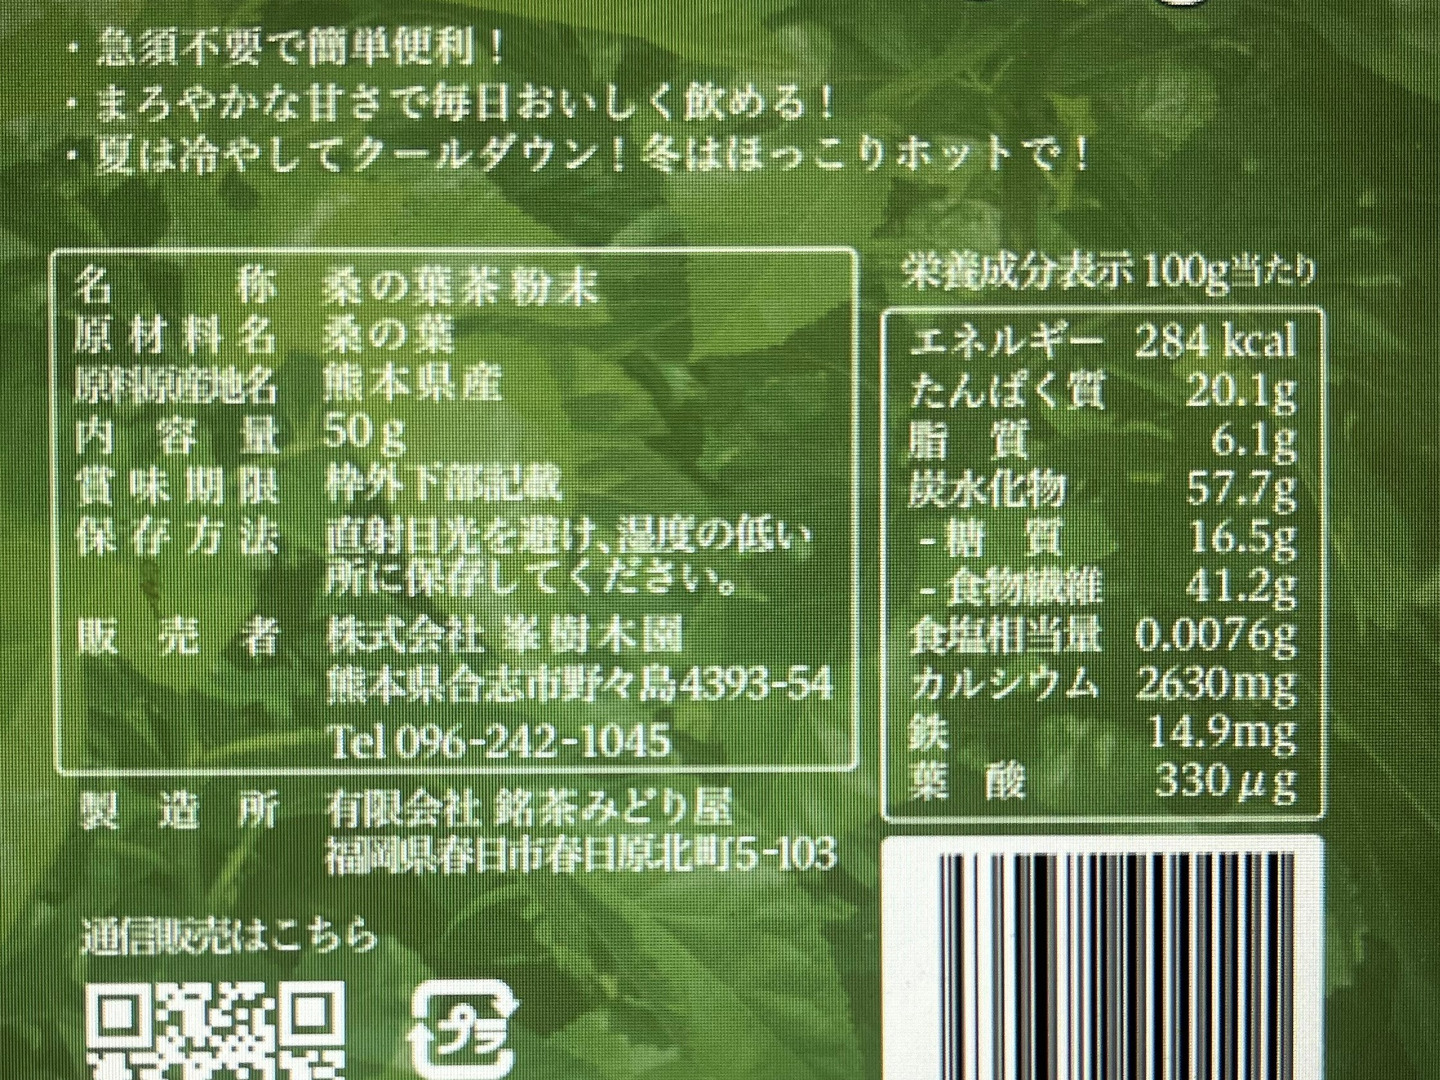 ・急須不要で簡単便利！
・まろやかな甘さで毎日おいしく飲める！
・夏は冷やしてクールダウン！冬はほっこりホットで！
名称 桑の葉茶粉末
原材料名 桑の葉
原料原産地名 熊本県産
内容量 50g
賞味期限 枠外下部記載
保存方法 直射日光を避け、湿度の低い
所に保存してください。
販売者 株式会社 峯樹木園
熊本県合志市野々島4393-54
Tel 096-242-1045
製造所 有限会社 銘茶みどり屋
福岡県春日市春日原北町5-103
通信販売はこちら
プラ
栄養成分表示 100g当たり
エネルギー 284 kcal
たんぱく質 20.1g
脂質 6.1g
炭水化物 57.7g
- 糖質 16.5g
- 食物繊維 41.2g
食塩相当量 0.0076g
カルシウム 2630mg
鉄 14.9mg
葉酸 330μg